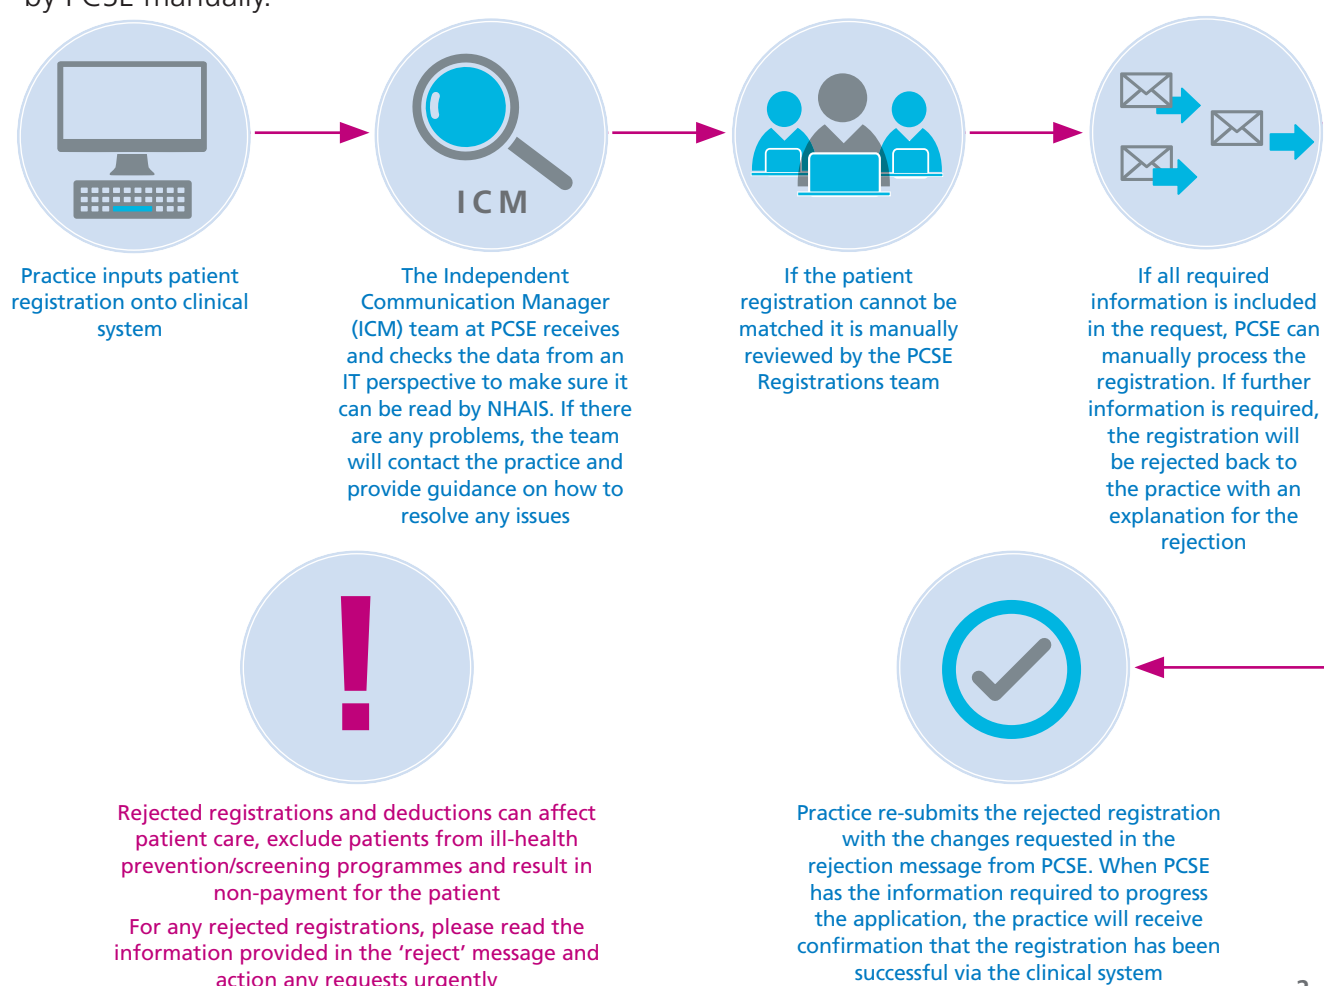 by PCSE manually.
ICM
Practice inputs patient
registration onto clinical
system
The Independent
Communication Manager
(ICM) team at PCSE receives
and checks the data from an
IT perspective to make sure it
can be read by NHAIS. If there
are any problems, the team
will contact the practice and
provide guidance on how to
resolve any issues
If the patient
registration cannot be
matched it is manually
reviewed by the PCSE
Registrations team
If all required
information is included
in the request, PCSE can
manually process the
registration. If further
information is required,
the registration will
be rejected back to
the practice with an
explanation for the
rejection
Rejected registrations and deductions can affect
patient care, exclude patients from ill-health
prevention/screening programmes and result in
non-payment for the patient
For any rejected registrations, please read the
information provided in the ‘reject’ message and
action any requests urgently
Practice re-submits the rejected registration
with the changes requested in the
rejection message from PCSE. When PCSE
has the information required to progress
the application, the practice will receive
confirmation that the registration has been
successful via the clinical system